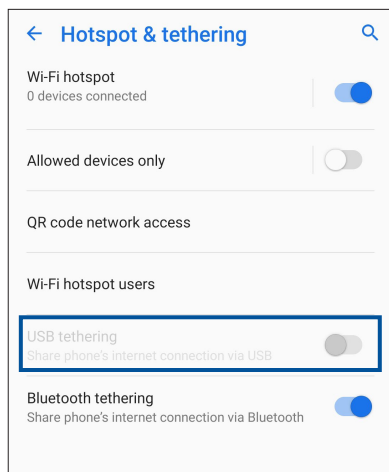 Hotspot & tethering
Wi-Fi hotspot
0 devices connected
Allowed devices only
QR code network access
Wi-Fi hotspot users
USB tethering
Share phone's internet connection via USB
Bluetooth tethering
Share phone's internet connection via Bluetooth